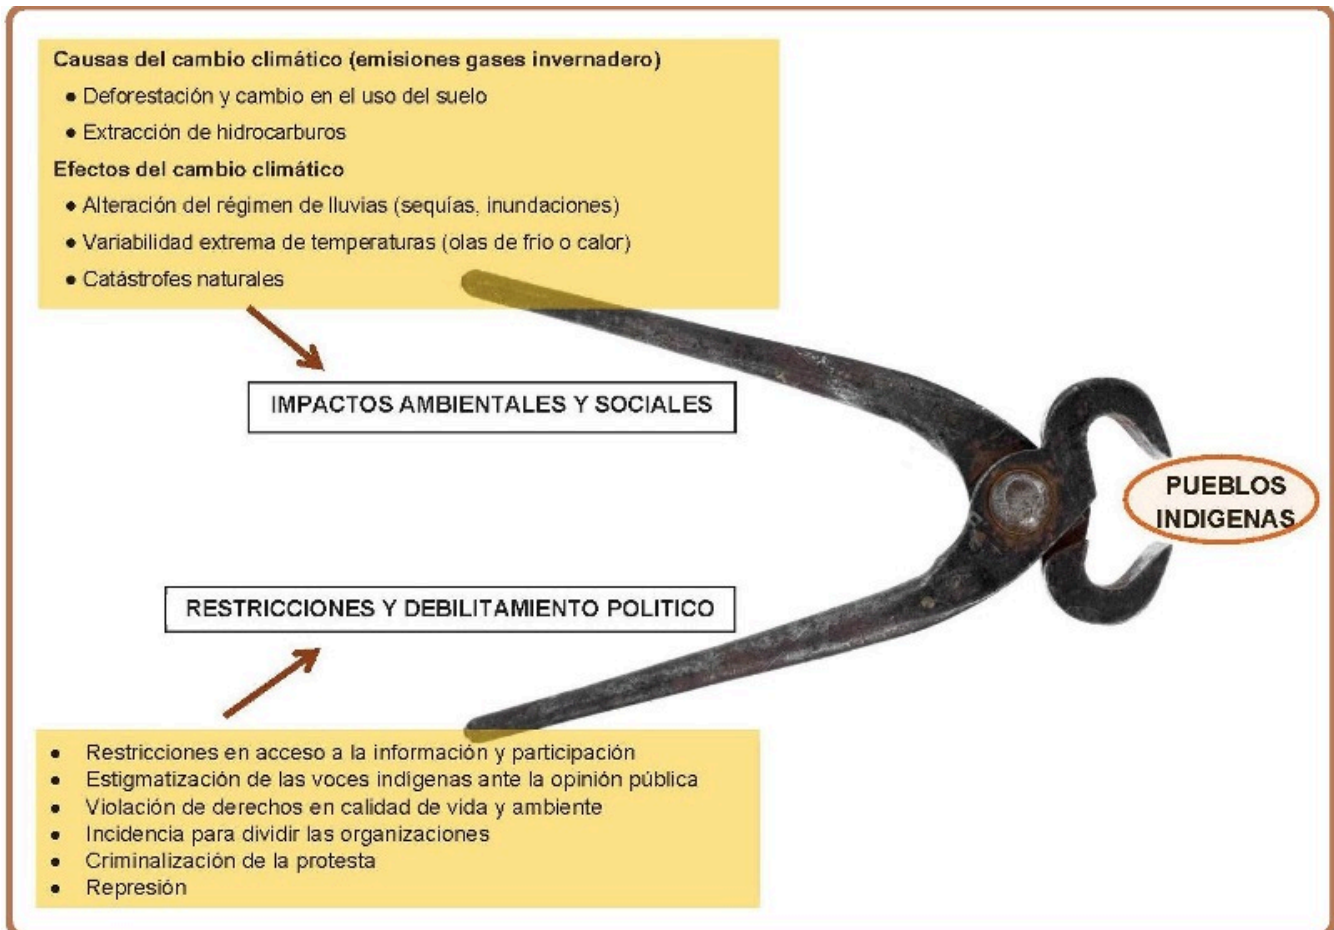 Causas del cambio climático (emisiones gases invernadero)
● Deforestación y cambio en el uso del suelo
● Extracción de hidrocarburos
Efectos del cambio climático
● Alteración del régimen de lluvias (sequías, inundaciones)
● Variabilidad extrema de temperaturas (olas de frio o calor)
● Catástrofes naturales
IMPACTOS AMBIENTALES Y SOCIALES
PUEBLOS
INDIGENAS
RESTRICCIONES Y DEBILITAMIENTO POLITICO
● Restricciones en acceso a la información y participación
● Estigmatización de las voces indígenas ante la opinión pública
● Violación de derechos en calidad de vida y ambiente
● Incidencia para dividir las organizaciones
● Criminalización de la protesta
● Represión